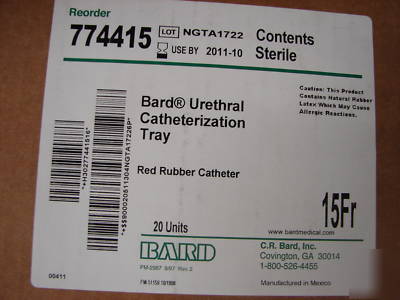 Reorder
774415
LOT NGTA1722
USE BY 2011-10
Contents
Sterile
Caution: This Product
Contains Natural Rubber
Latex Which May Cause
Allergic Reactions.
Bard® Urethral
Catheterization
Tray
Red Rubber Catheter
15Fr
20 Units
www.bardmedical.com
BARD
C.R. Bard, Inc.
Covington, GA 30014
1-800-526-4455
Manufactured in Mexico
00411